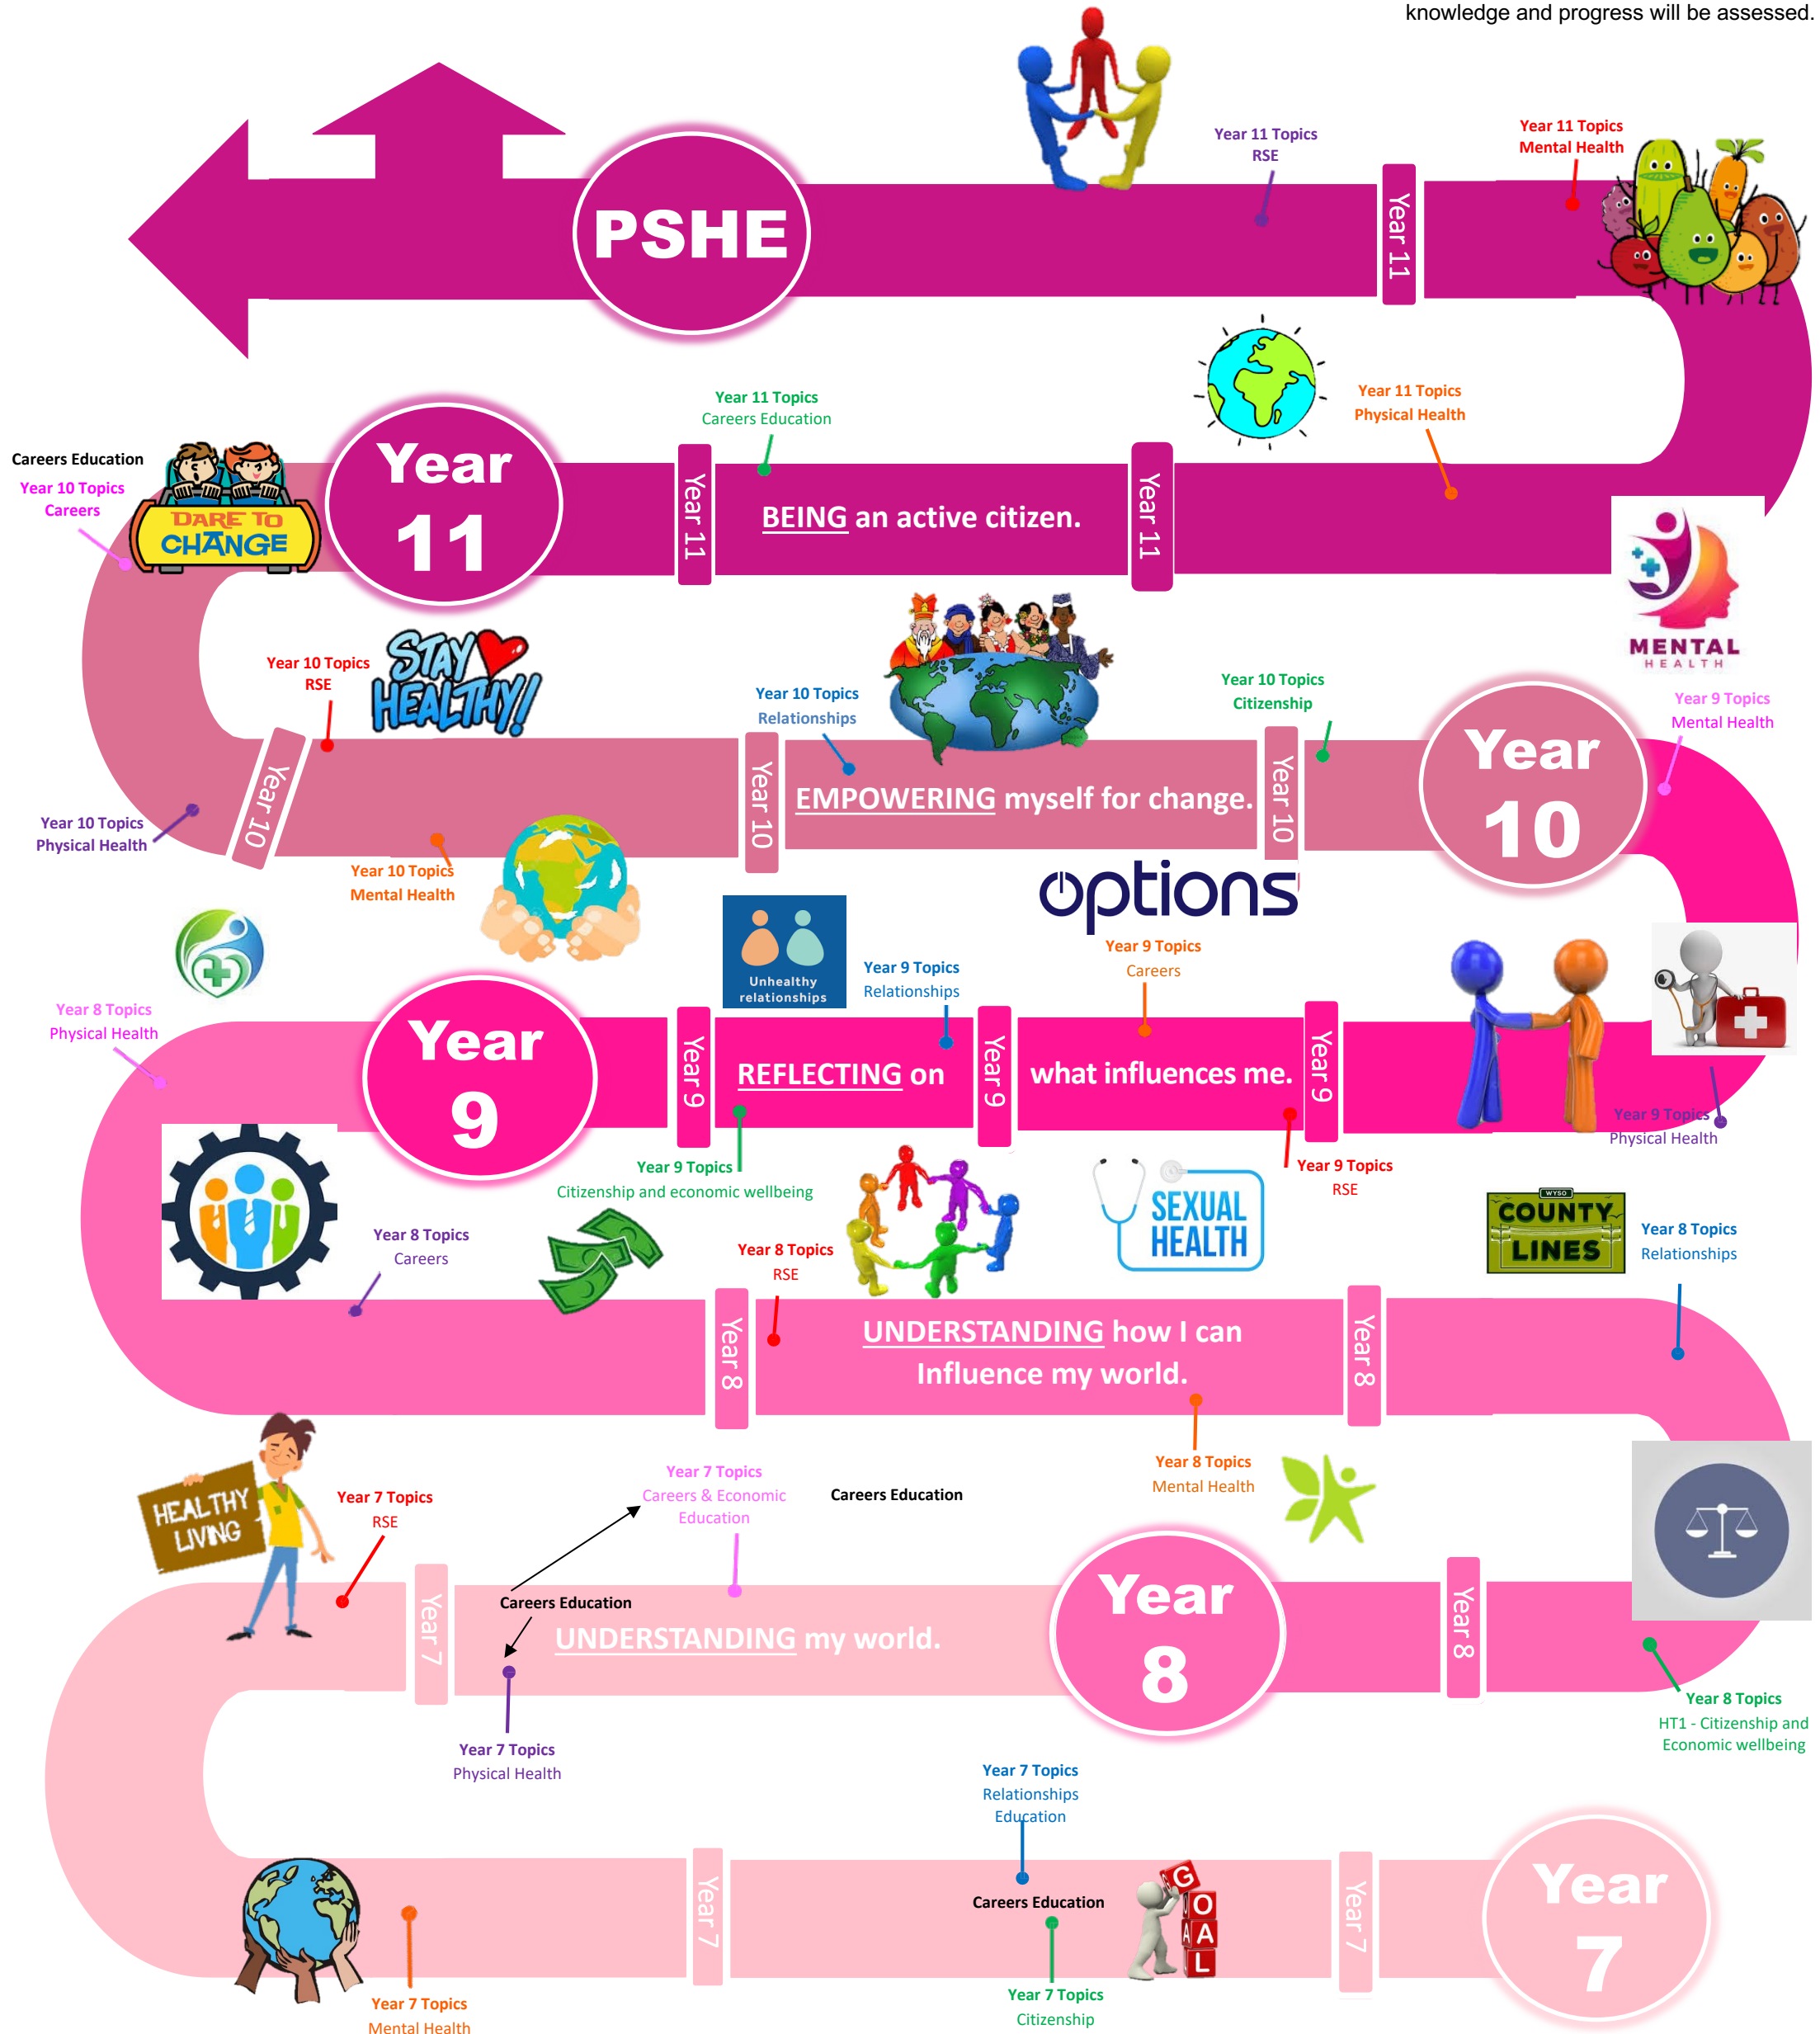 knowledge and progress will be assessed.
Year 11 Topics
RSE
Year 11 Topics
Mental Health
PSHE
Year 11
Year 11 Topics
Careers Education
Year 11 Topics
Physical Health
Careers Education
Year 10 Topics
Careers
DARE TO
CHANGE
Year
11
Year 11
BEING an active citizen.
Year 11
MENTAL
HEALTH
Year 10 Topics
RSE
STAY
HEALTHY!
Year 10 Topics
Relationships
Year 10 Topics
Citizenship
Year 9 Topics
Mental Health
Year 10
Year 10
EMPOWERING myself for change.
Year 10
Year
10
Year 10 Topics
Physical Health
Year 10 Topics
Mental Health
options
Unhealthy
relationships
Year 9 Topics
Relationships
Year 9 Topics
Careers
Year 8 Topics
Physical Health
Year
9
Year 9
REFLECTING on
Year 9
what influences me.
Year 9
Year 9 Topics
Physical Health
Year 9 Topics
Citizenship and economic wellbeing
Year 9 Topics
RSE
SEXUAL
HEALTH
WYSO
COUNTY
LINES
Year 8 Topics
Relationships
Year 8 Topics
Careers
Year 8 Topics
RSE
Year 8
UNDERSTANDING how I can
Influence my world.
Year 8
Year 8 Topics
Mental Health
HEALTHY
LIVING
Year 7 Topics
RSE
Year 7 Topics
Careers & Economic
Education
Careers Education
Year 7
Careers Education
UNDERSTANDING my world.
Year
8
Year 8
Year 8 Topics
HT1 - Citizenship and
Economic wellbeing
Year 7 Topics
Physical Health
Year 7 Topics
Relationships
Education
Year 7
Careers Education
G
O
A A
L
Year 7
Year
7
Year 7 Topics
Mental Health
Year 7 Topics
Citizenship